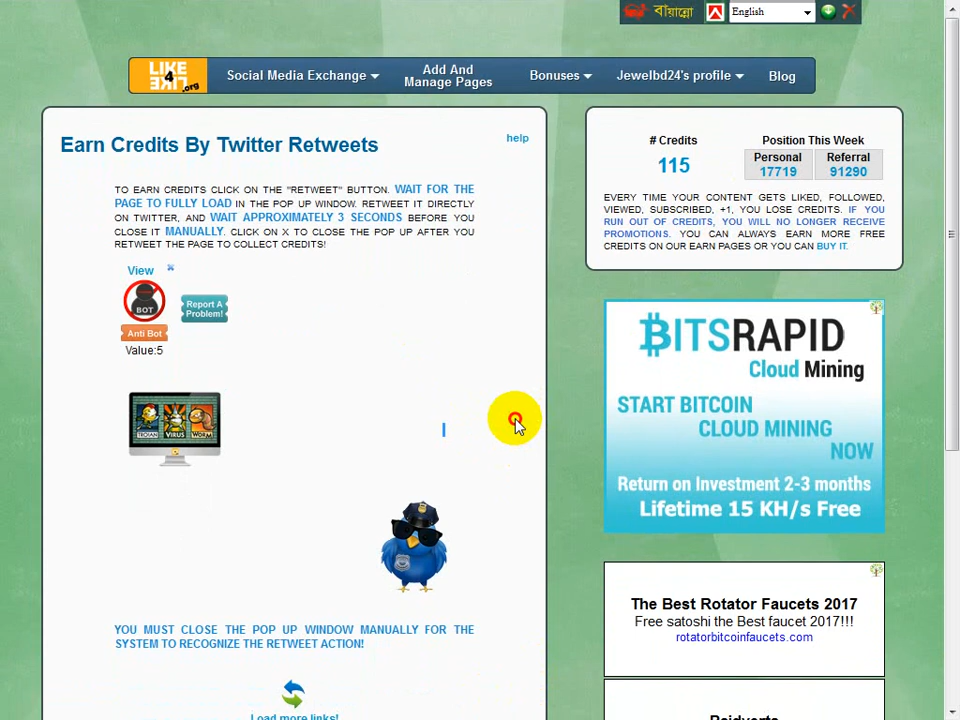 বায়ান্নো
English
LIKE
4
LIKE
.org
Social Media Exchange
Add And
Manage Pages
Bonuses
Jewelbd24's profile
Blog
Earn Credits By Twitter Retweets
help
TO EARN CREDITS CLICK ON THE "RETWEET" BUTTON. WAIT FOR THE
PAGE TO FULLY LOAD IN THE POP UP WINDOW. RETWEET IT DIRECTLY
ON TWITTER, AND WAIT APPROXIMATELY 3 SECONDS BEFORE YOU
CLOSE IT MANUALLY. CLICK ON X TO CLOSE THE POP UP AFTER YOU
RETWEET THE PAGE TO COLLECT CREDITS!
View
BOT
Report A
Problem!
Anti Bot
Value:5
TROJAN
VIRUS
WORM
YOU MUST CLOSE THE POP UP WINDOW MANUALLY FOR THE
SYSTEM TO RECOGNIZE THE RETWEET ACTION!
Load more links!
# Credits
115
Position This Week
Personal
17719
Referral
91290
EVERY TIME YOUR CONTENT GETS LIKED, FOLLOWED,
VIEWED, SUBSCRIBED, +1, YOU LOSE CREDITS. IF YOU
RUN OUT OF CREDITS, YOU WILL NO LONGER RECEIVE
PROMOTIONS. YOU CAN ALWAYS EARN MORE FREE
CREDITS ON OUR EARN PAGES OR YOU CAN BUY IT.
BITSRAPID
Cloud Mining
START BITCOIN
CLOUD MINING
NOW
Return on Investment 2-3 months
Lifetime 15 KH/s Free
The Best Rotator Faucets 2017
Free satoshi the Best faucet 2017!!!
rotatorbitcoinfaucets.com